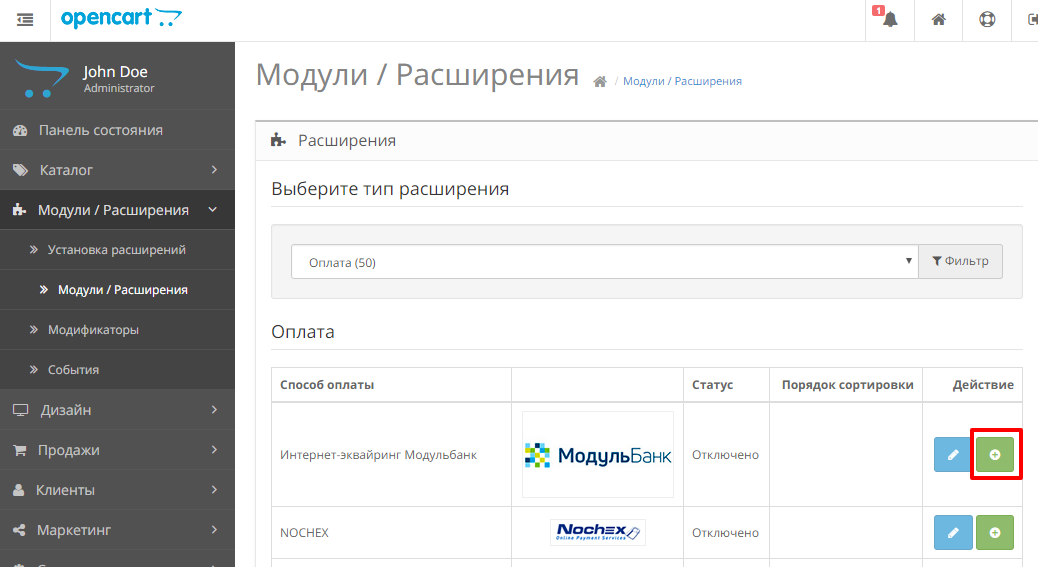 opencart
1
John Doe
Administrator
Панель состояния
Каталог
Модули / Расширения
Установка расширений
Модули / Расширения
Модификаторы
События
Дизайн
Продажи
Клиенты
Маркетинг
Модули / Расширения
/ Модули / Расширения
Расширения
Выберите тип расширения
Оплата (50)
Фильтр
Оплата
Способ оплаты Статус Порядок сортировки Действие
Интернет-эквайринг Модульбанк МодульБанк Отключено
NOCHEX Nochex Отключено
Online Payment Services